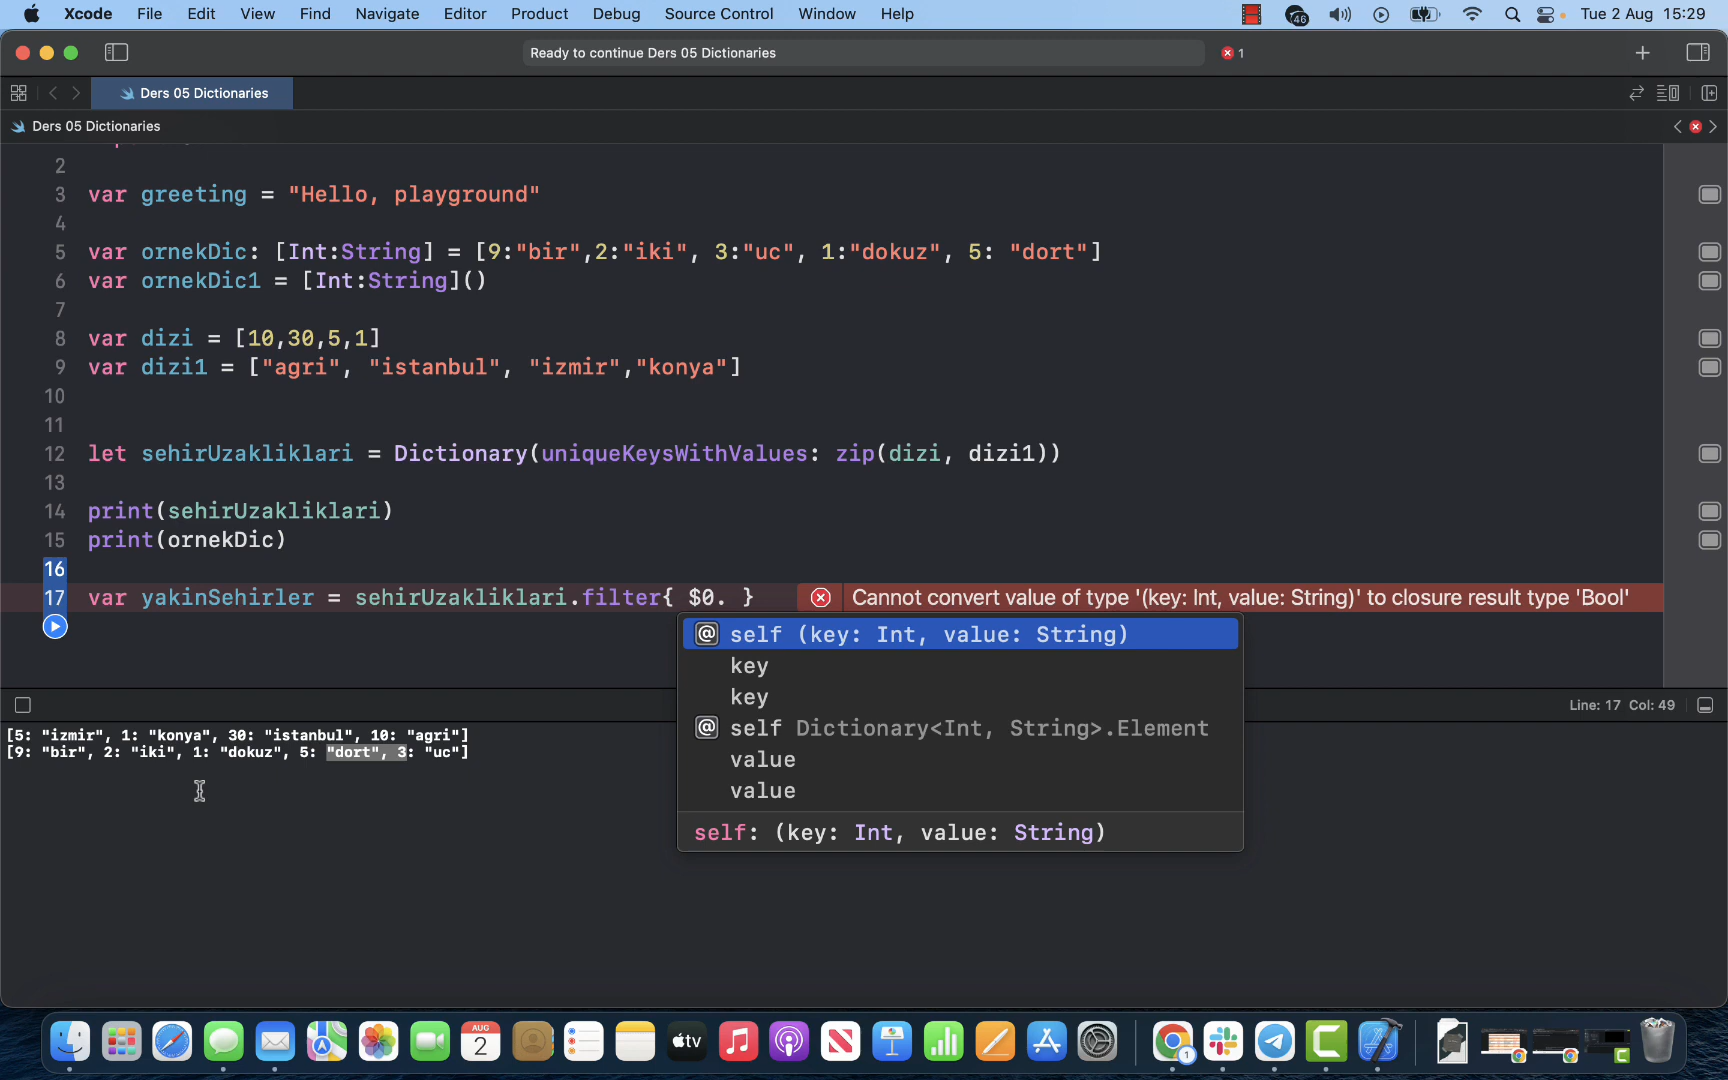 Xcode File Edit View Find Navigate Editor Product Debug Source Control Window Help 46 Tue 2 Aug 15:29
Ready to continue Ders 05 Dictionaries 1
Ders 05 Dictionaries
Ders 05 Dictionaries
2
3 var greeting = "Hello, playground"
4
5 var ornekDic: [Int:String] = [9:"bir",2:"iki", 3:"uc", 1:"dokuz", 5: "dort"]
6 var ornekDic1 = [Int:String]()
7
8 var dizi = [10,30,5,1]
9 var dizi1 = ["agri", "istanbul", "izmir","konya"]
10
11
12 let sehirUzakliklari = Dictionary(uniqueKeysWithValues: zip(dizi, dizi1))
13
14 print(sehirUzakliklari)
15 print(ornekDic)
16
17 var yakinSehirler = sehirUzakliklari.filter{ $0. } Cannot convert value of type '(key: Int, value: String)' to closure result type 'Bool'
@ self (key: Int, value: String)
key
key
@ self Dictionary<Int, String>.Element
value
value
self: (key: Int, value: String)
Line: 17 Col: 49
[5: "izmir", 1: "konya", 30: "istanbul", 10: "agri"]
[9: "bir", 2: "iki", 1: "dokuz", 5: "dort", 3: "uc"]
AUG
2
tv
1